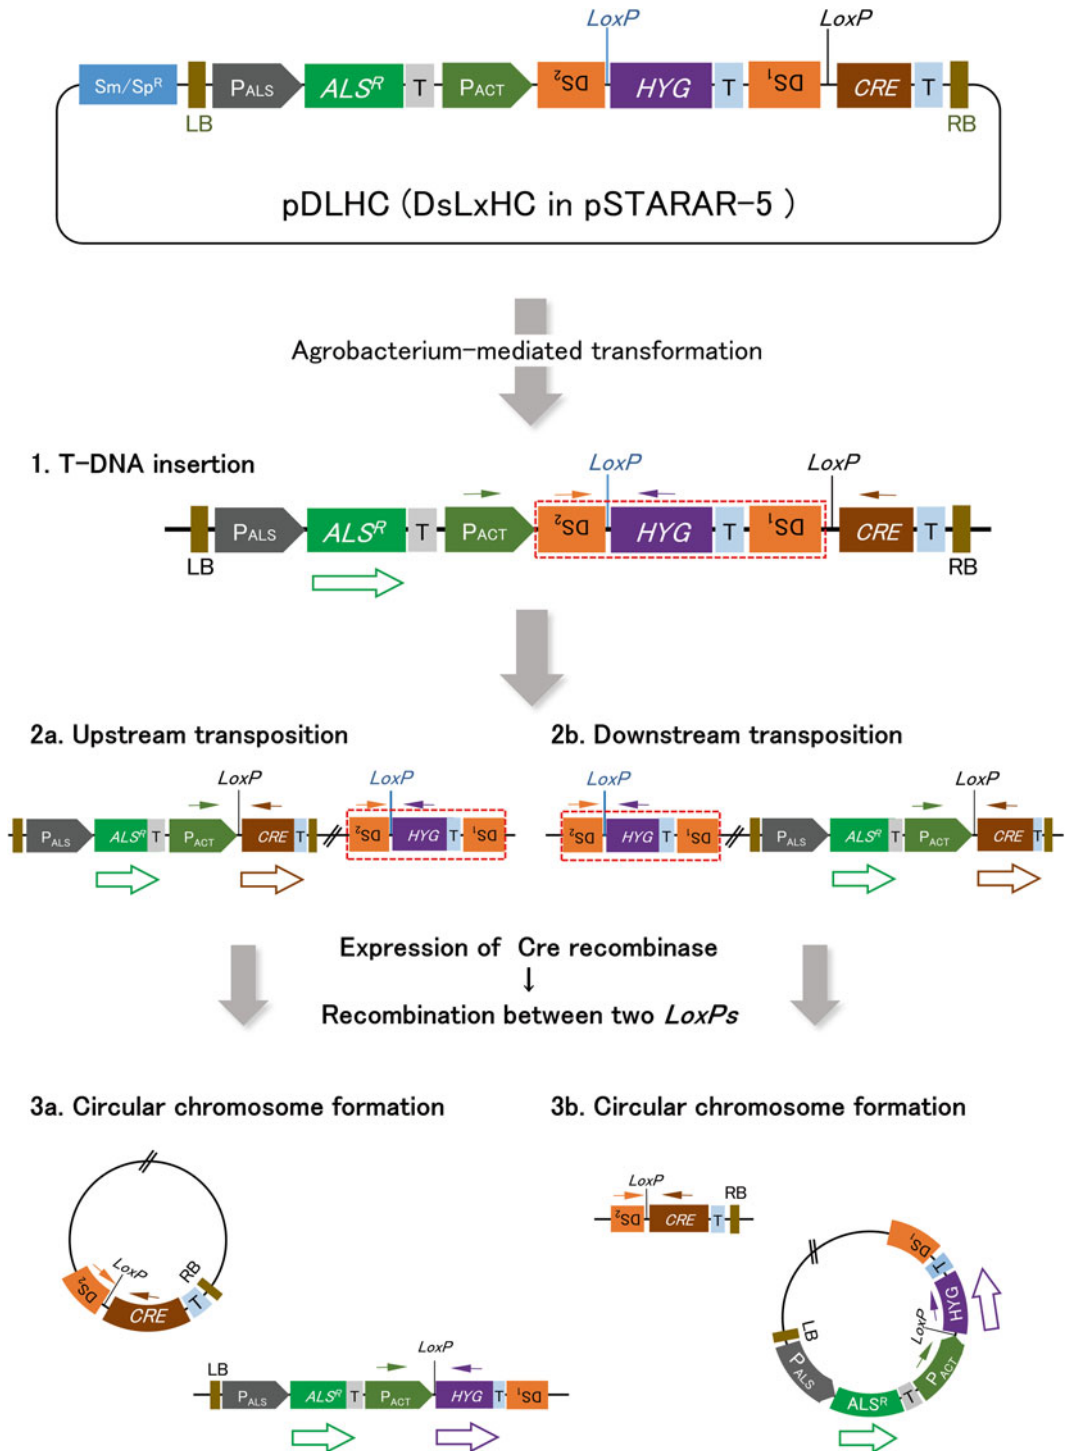 LoxP LoxP
Sm/Sp^R P_ALS ALS^R T P_ACT DS2 HYG T DS1 CRE T
LB RB
pDLHC (DsLxHC in pSTARAR-5 )
Agrobacterium-mediated transformation
1. T-DNA insertion
LoxP LoxP
P_ALS ALS^R T P_ACT DS2 HYG T DS1 CRE T
LB RB
2a. Upstream transposition
LoxP LoxP
P_ALS ALS^R T P_ACT CRE T DS2 HYG T DS1
2b. Downstream transposition
LoxP LoxP
DS2 HYG T DS1 P_ALS ALS^R T P_ACT CRE T
Expression of Cre recombinase
↓
Recombination between two LoxPs
3a. Circular chromosome formation
DS2 LoxP CRE T RB
LoxP
LB
P_ALS ALS^R T P_ACT HYG T DS1
3b. Circular chromosome formation
LoxP RB
DS2 CRE T
LB P_ALS ALS^R T P_ACT LoxP HYG T DS1